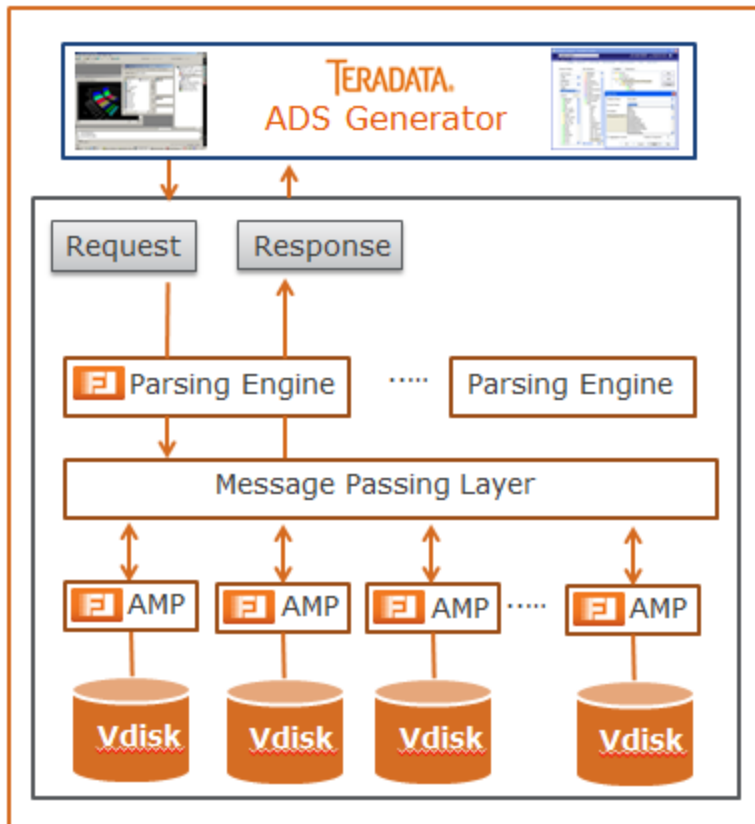 TERADATA.
ADS Generator
Request
Response
Parsing Engine
.....
Parsing Engine
Message Passing Layer
AMP
AMP
AMP
.....
AMP
Vdisk
Vdisk
Vdisk
Vdisk